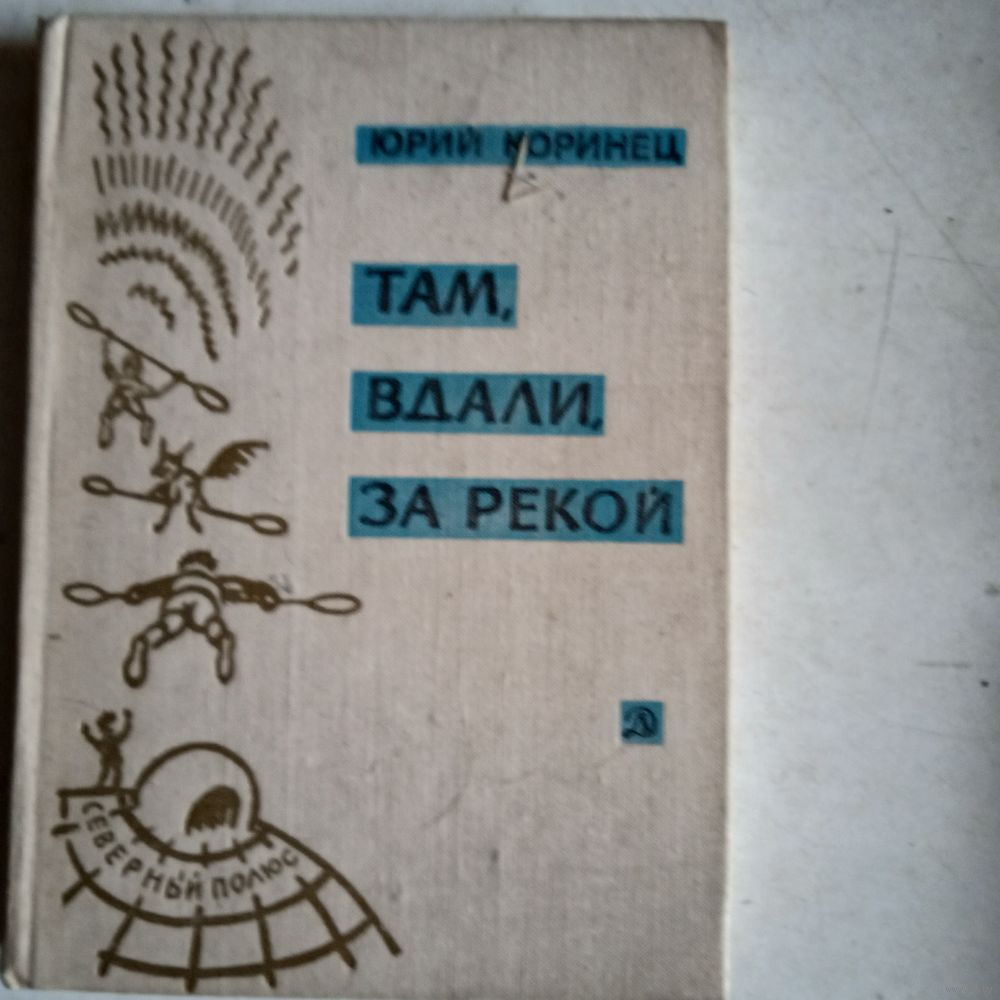 ЮРИЙ КОРИНЕЦ
ТАМ,
ВДАЛИ,
ЗА РЕКОЙ
Д
СЕВЕРНЫЙ ПОЛЮС